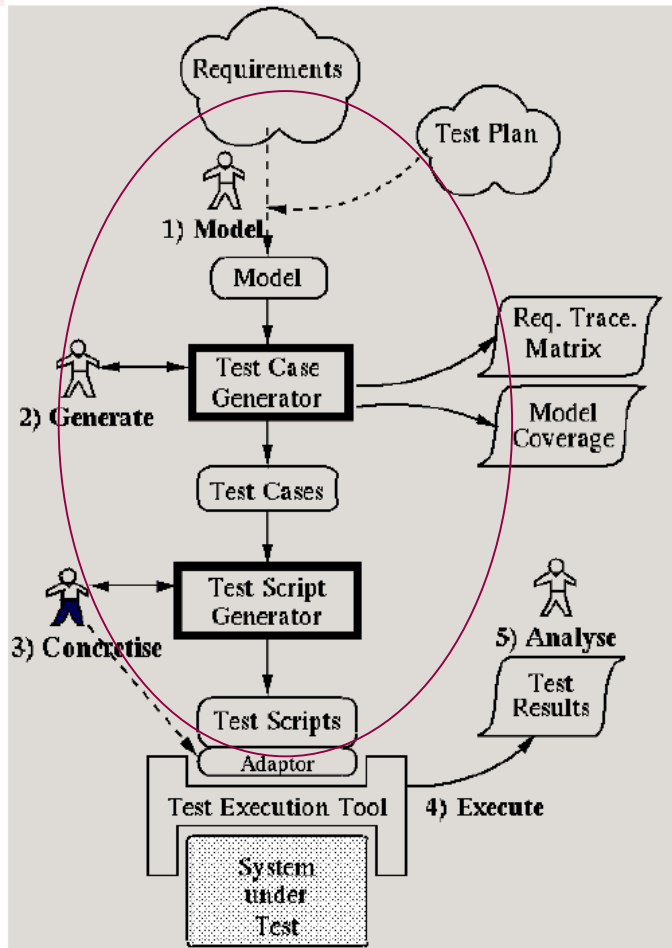 Requirements
Test Plan
1) Model
Model
Req. Trace.
Matrix
Test Case
Generator
2) Generate
Model
Coverage
Test Cases
Test Script
Generator
3) Concretise
5) Analyse
Test
Results
Test Scripts
Adaptor
Test Execution Tool
4) Execute
System
under
Test